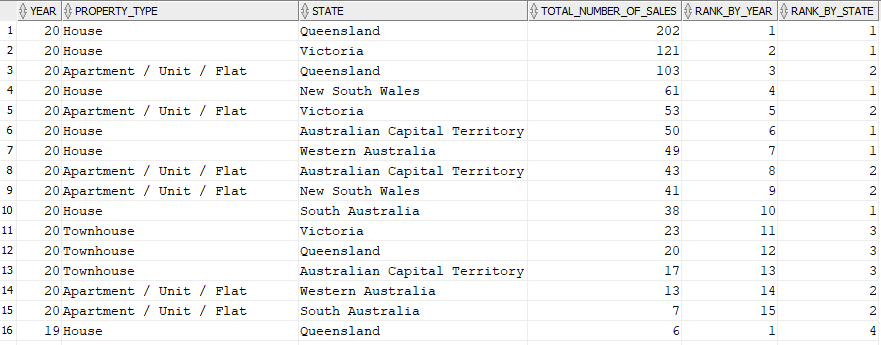 YEAR PROPERTY_TYPE STATE TOTAL_NUMBER_OF_SALES RANK_BY_YEAR RANK_BY_STATE
1 20 House Queensland 202 1 1
2 20 House Victoria 121 2 1
3 20 Apartment / Unit / Flat Queensland 103 3 2
4 20 House New South Wales 61 4 1
5 20 Apartment / Unit / Flat Victoria 53 5 2
6 20 House Australian Capital Territory 50 6 1
7 20 House Western Australia 49 7 1
8 20 Apartment / Unit / Flat Australian Capital Territory 43 8 2
9 20 Apartment / Unit / Flat New South Wales 41 9 2
10 20 House South Australia 38 10 1
11 20 Townhouse Victoria 23 11 3
12 20 Townhouse Queensland 20 12 3
13 20 Townhouse Australian Capital Territory 17 13 3
14 20 Apartment / Unit / Flat Western Australia 13 14 2
15 20 Apartment / Unit / Flat South Australia 7 15 2
16 19 House Queensland 6 1 4